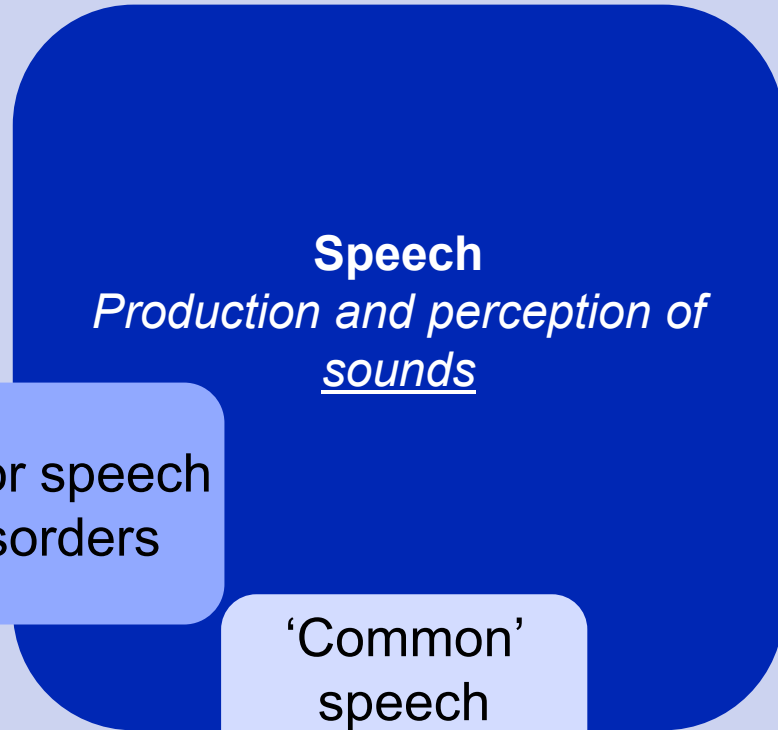 Speech
Production and perception of
sounds
or speech
sorders
‘Common’
speech